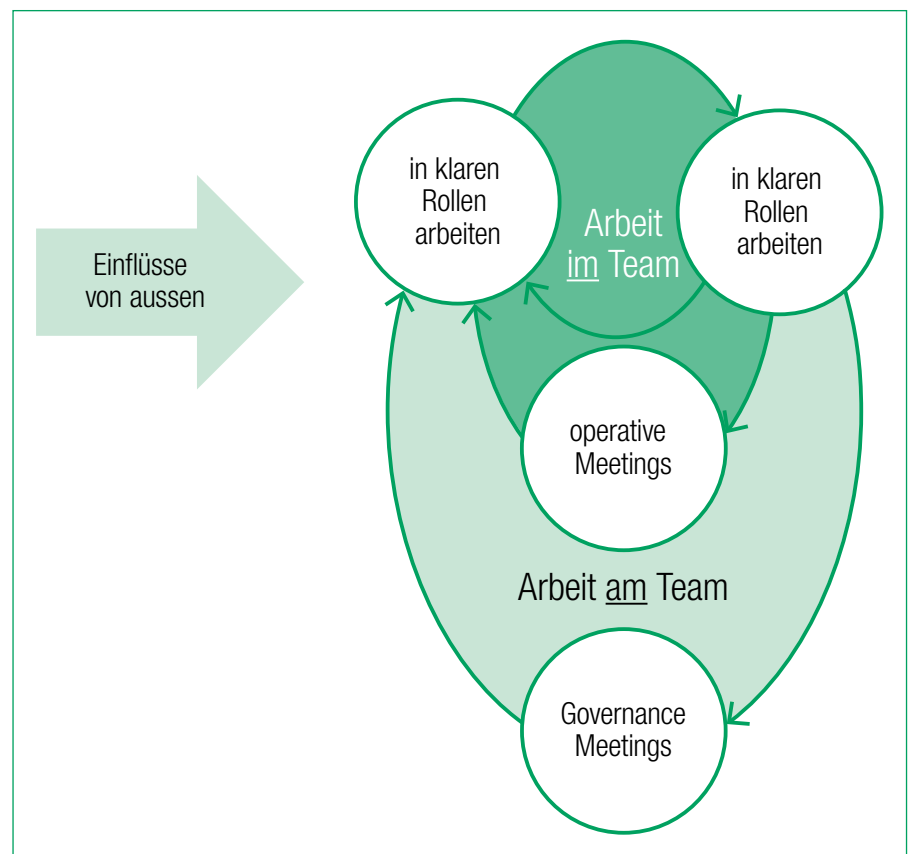 Einflüsse
von aussen
in klaren
Rollen
arbeiten
Arbeit
im Team
in klaren
Rollen
arbeiten
operative
Meetings
Arbeit am Team
Governance
Meetings